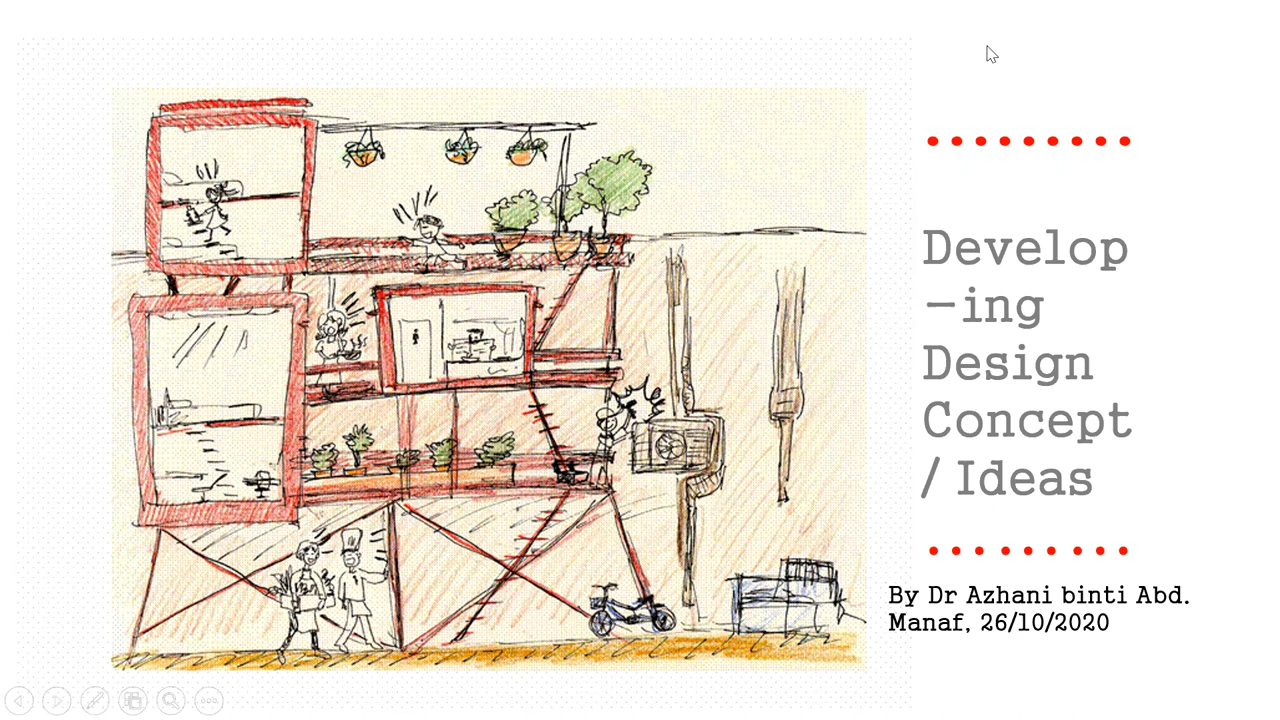 Develop
-ing
Design
Concept
/ Ideas
By Dr Azhani binti Abd.
Manaf, 26/10/2020